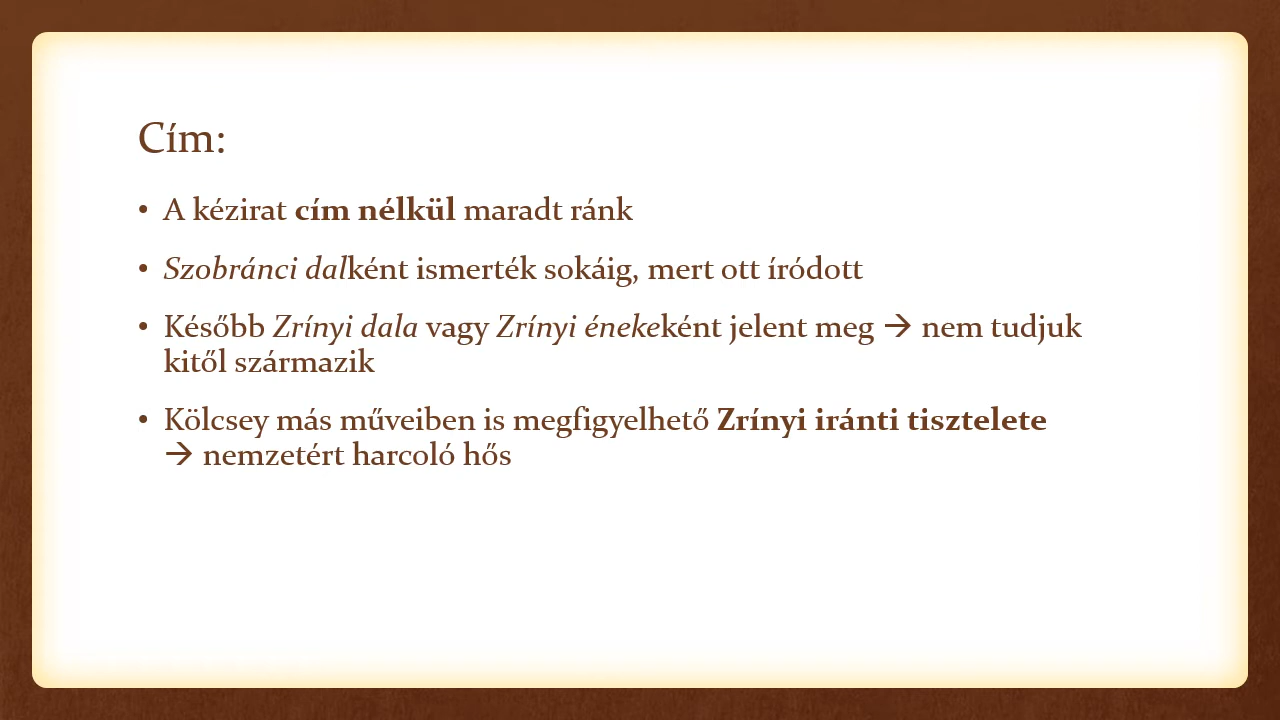 Cím:
• A kézirat cím nélkül maradt ránk
• Szobránci dalként ismerték sokáig, mert ott íródott
• Később Zrínyi dala vagy Zrínyi énekeként jelent meg → nem tudjuk
kitől származik
• Kölcsey más műveiben is megfigyelhető Zrínyi iránti tisztelete
→ nemzetért harcoló hős